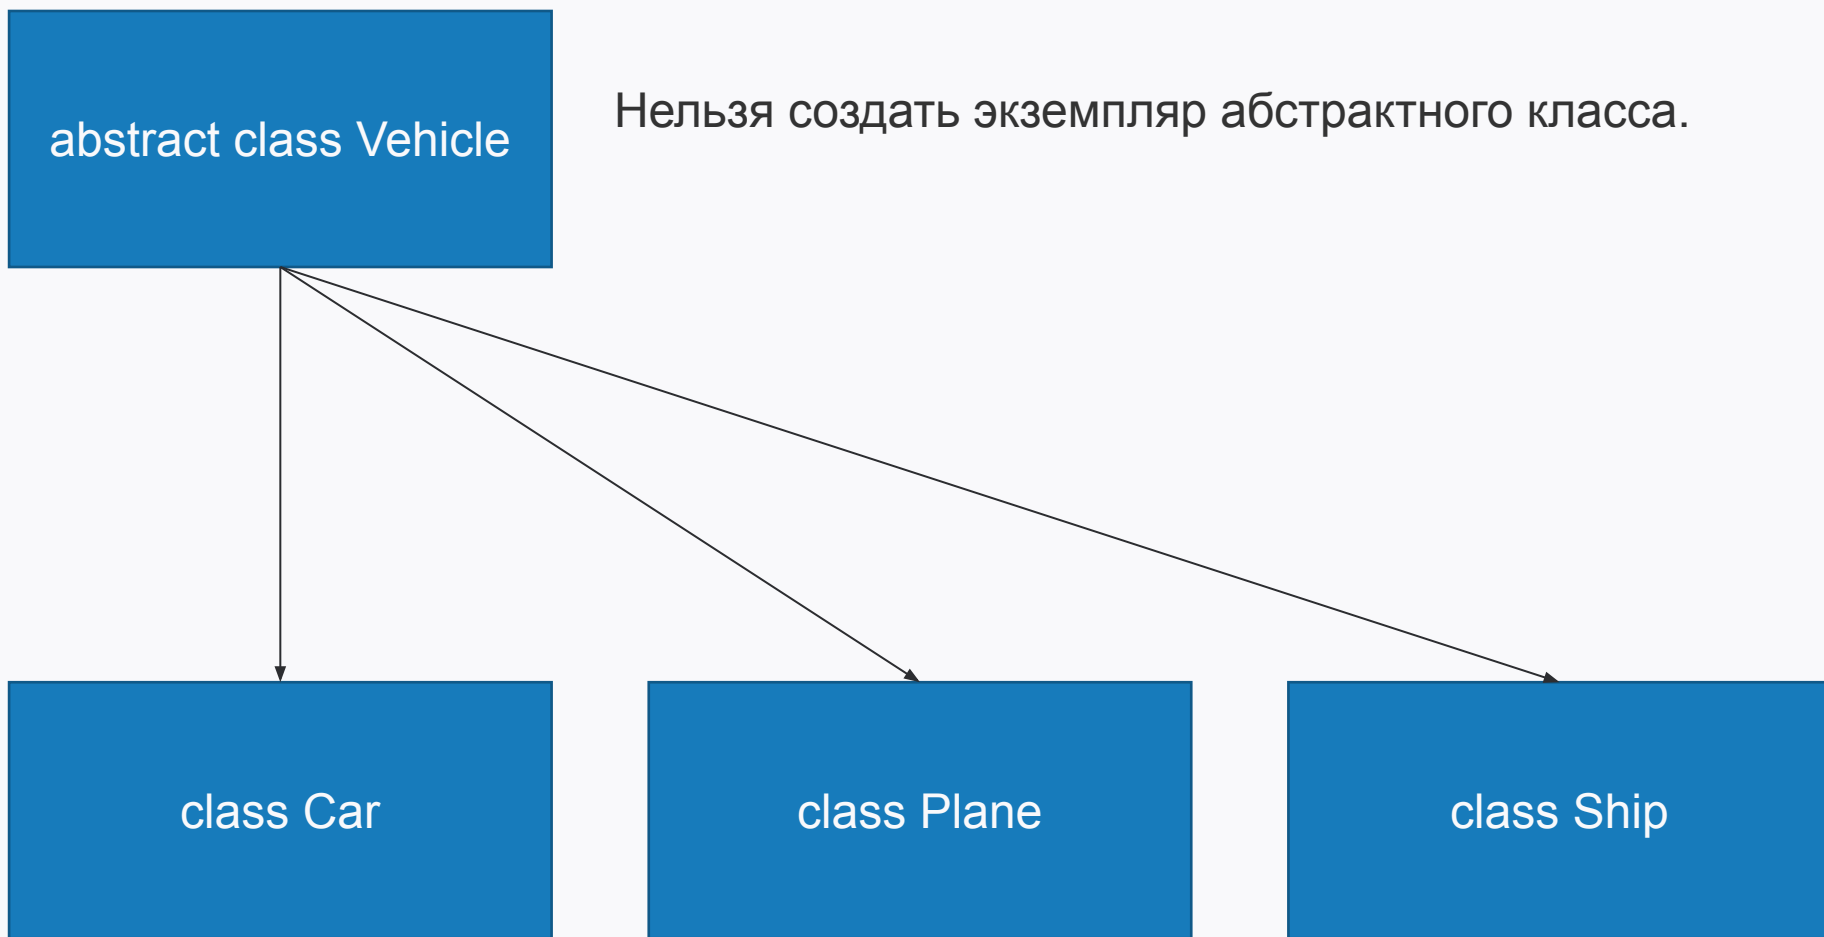 abstract class Vehicle
Нельзя создать экземпляр абстрактного класса.
class Car
class Plane
class Ship